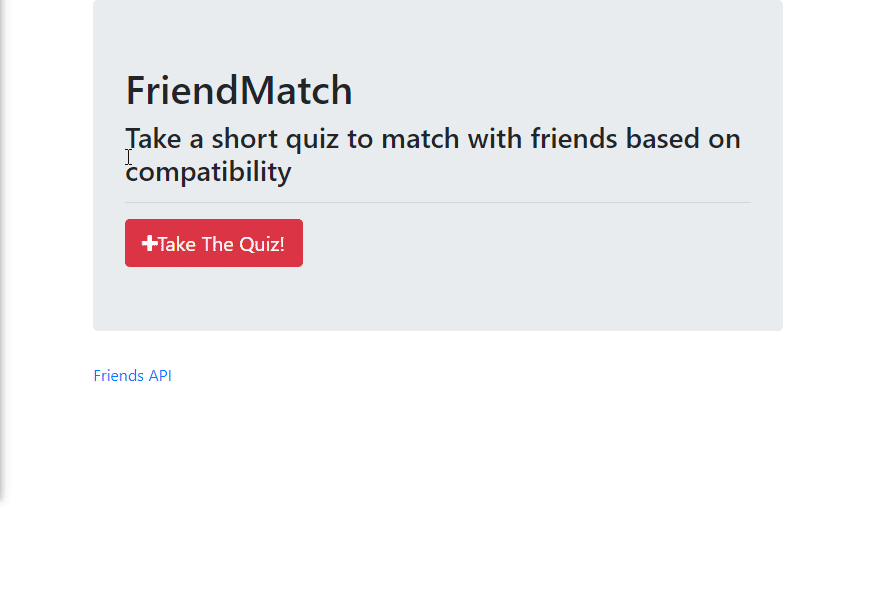 FriendMatch
Take a short quiz to match with friends based on
compatibility
Take The Quiz!
Friends API